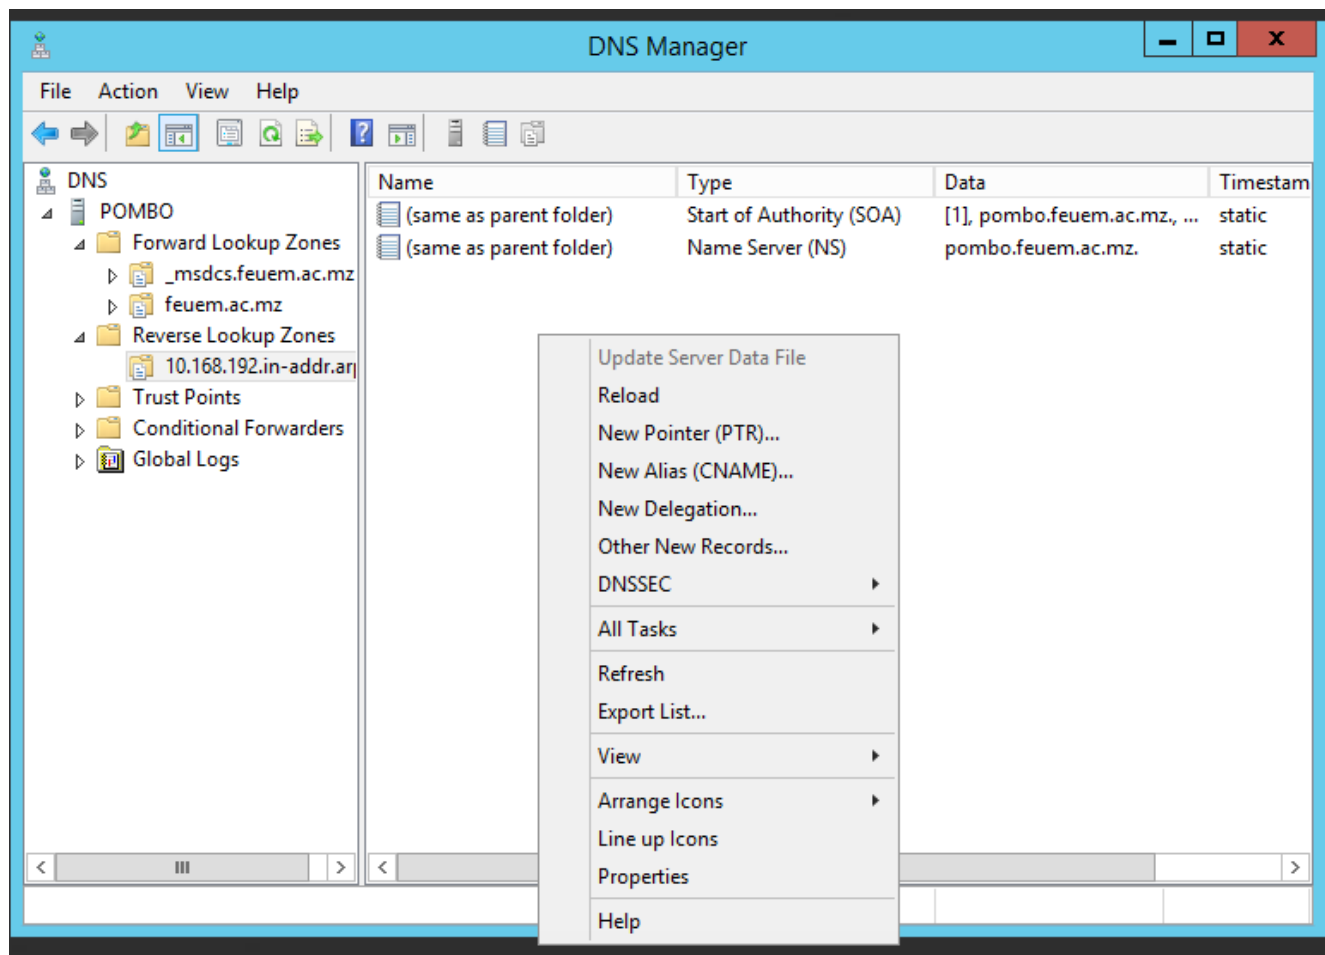 DNS Manager
File Action View Help
DNS
POMBO
Forward Lookup Zones
_msdcs.feuem.ac.mz
feuem.ac.mz
Reverse Lookup Zones
10.168.192.in-addr.arp
Trust Points
Conditional Forwarders
Global Logs
Name Type Data Timestam
(same as parent folder) Start of Authority (SOA) [1], pombo.feuem.ac.mz., ... static
(same as parent folder) Name Server (NS) pombo.feuem.ac.mz. static
Update Server Data File
Reload
New Pointer (PTR)...
New Alias (CNAME)...
New Delegation...
Other New Records...
DNSSEC
All Tasks
Refresh
Export List...
View
Arrange Icons
Line up Icons
Properties
Help